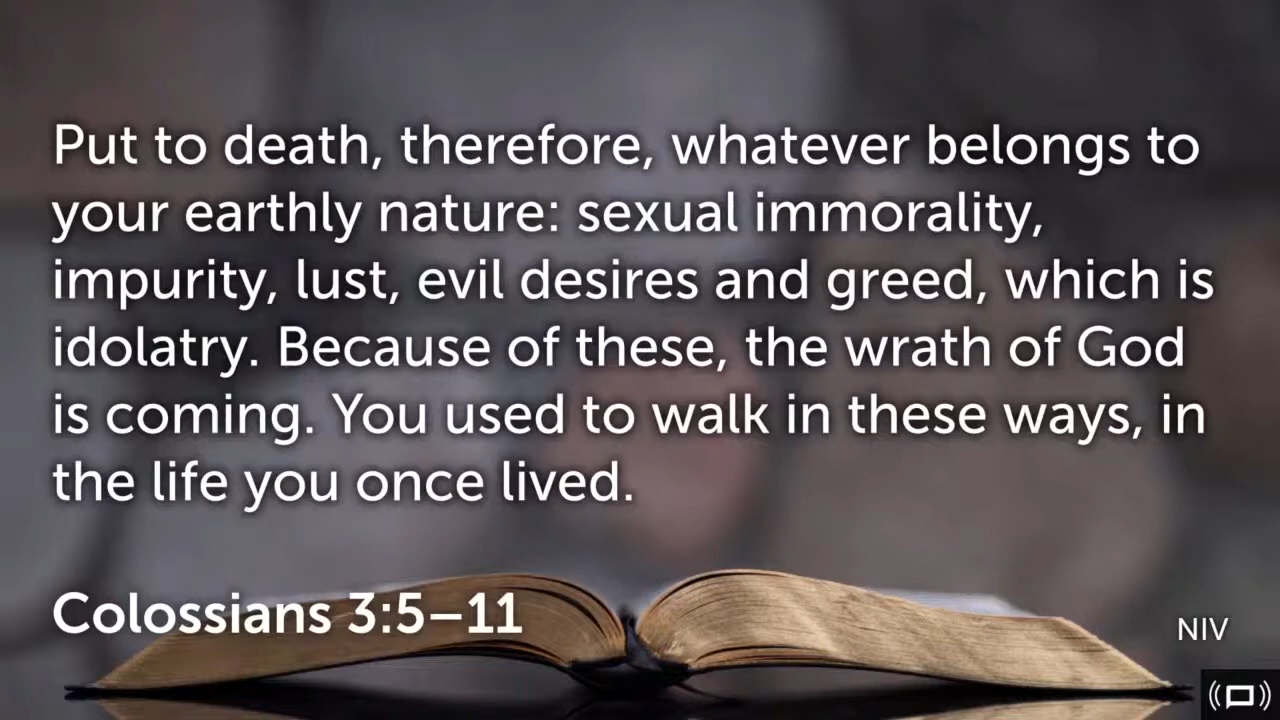 Put to death, therefore, whatever belongs to
your earthly nature: sexual immorality,
impurity, lust, evil desires and greed, which is
idolatry. Because of these, the wrath of God
is coming. You used to walk in these ways, in
the life you once lived.
Colossians 3:5–11
NIV